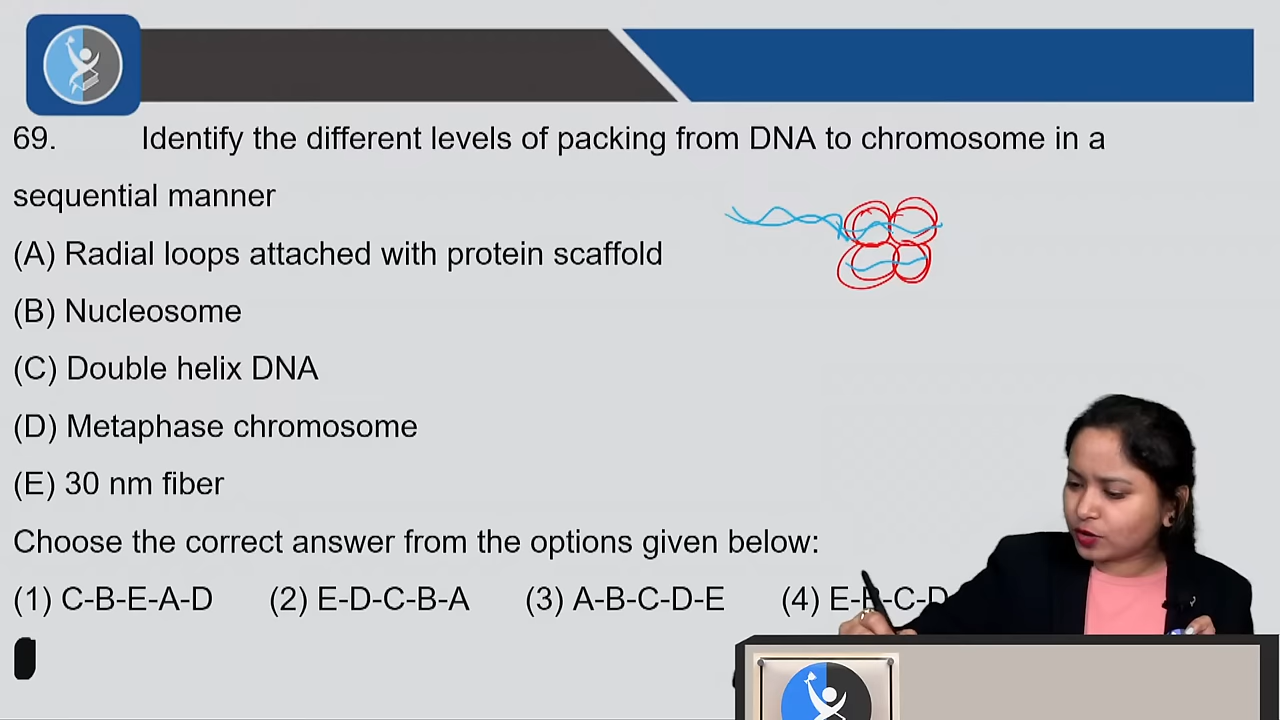 69. Identify the different levels of packing from DNA to chromosome in a
sequential manner
(A) Radial loops attached with protein scaffold
(B) Nucleosome
(C) Double helix DNA
(D) Metaphase chromosome
(E) 30 nm fiber
Choose the correct answer from the options given below:
(1) C-B-E-A-D (2) E-D-C-B-A (3) A-B-C-D-E (4)